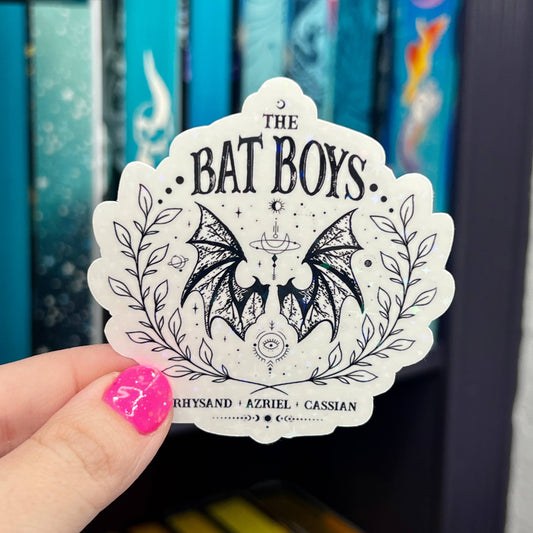 THE
BAT BOYS
RHYSAND + AZRIEL + CASSIAN